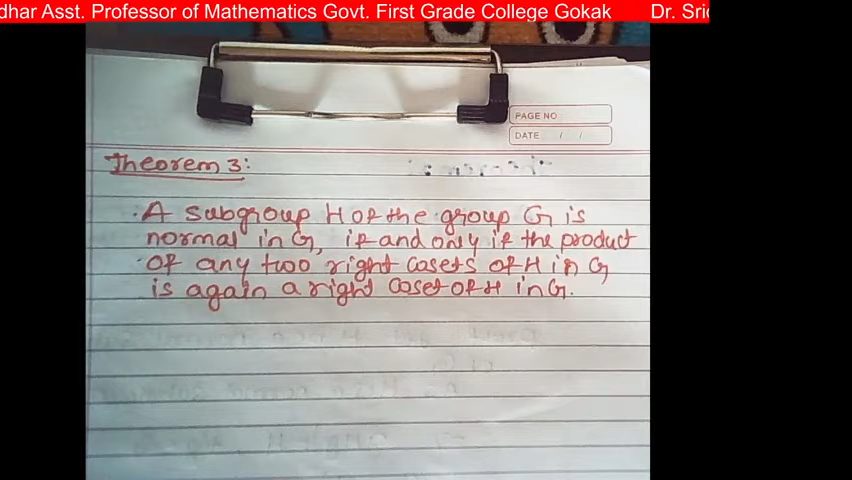 dhar Asst. Professor of Mathematics Govt. First Grade College Gokak Dr. Srid
PAGE NO
DATE / /
Theorem 3:
A subgroup H of the group G is
normal in G, if and only if the product
of any two right cosets of H in G
is again a right coset of H in G.